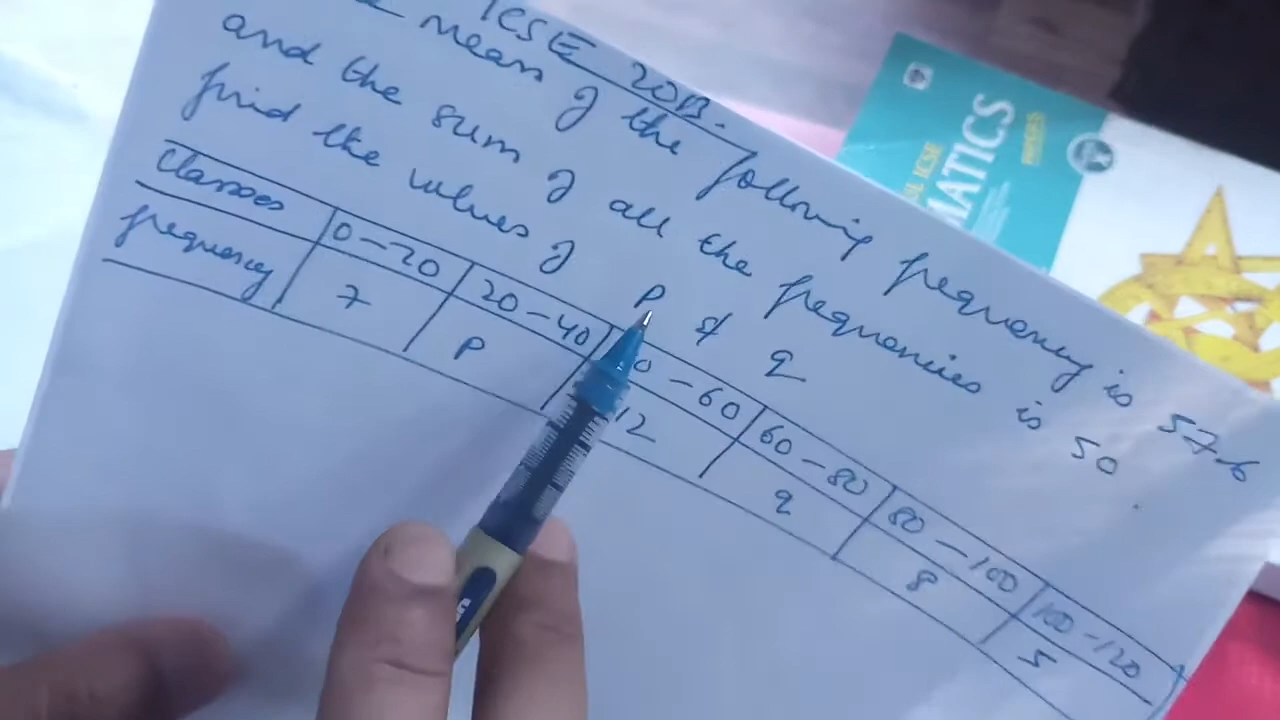 ICSE 2013.
mean of the following frequency is 57.6
and the sum of all the frequencies is 50.
find the values of P & q
Classes 0-20 20-40 0-60 60-80 80-100 100-120
frequency 7 P 12 q 8 5
ICSE
MATICS